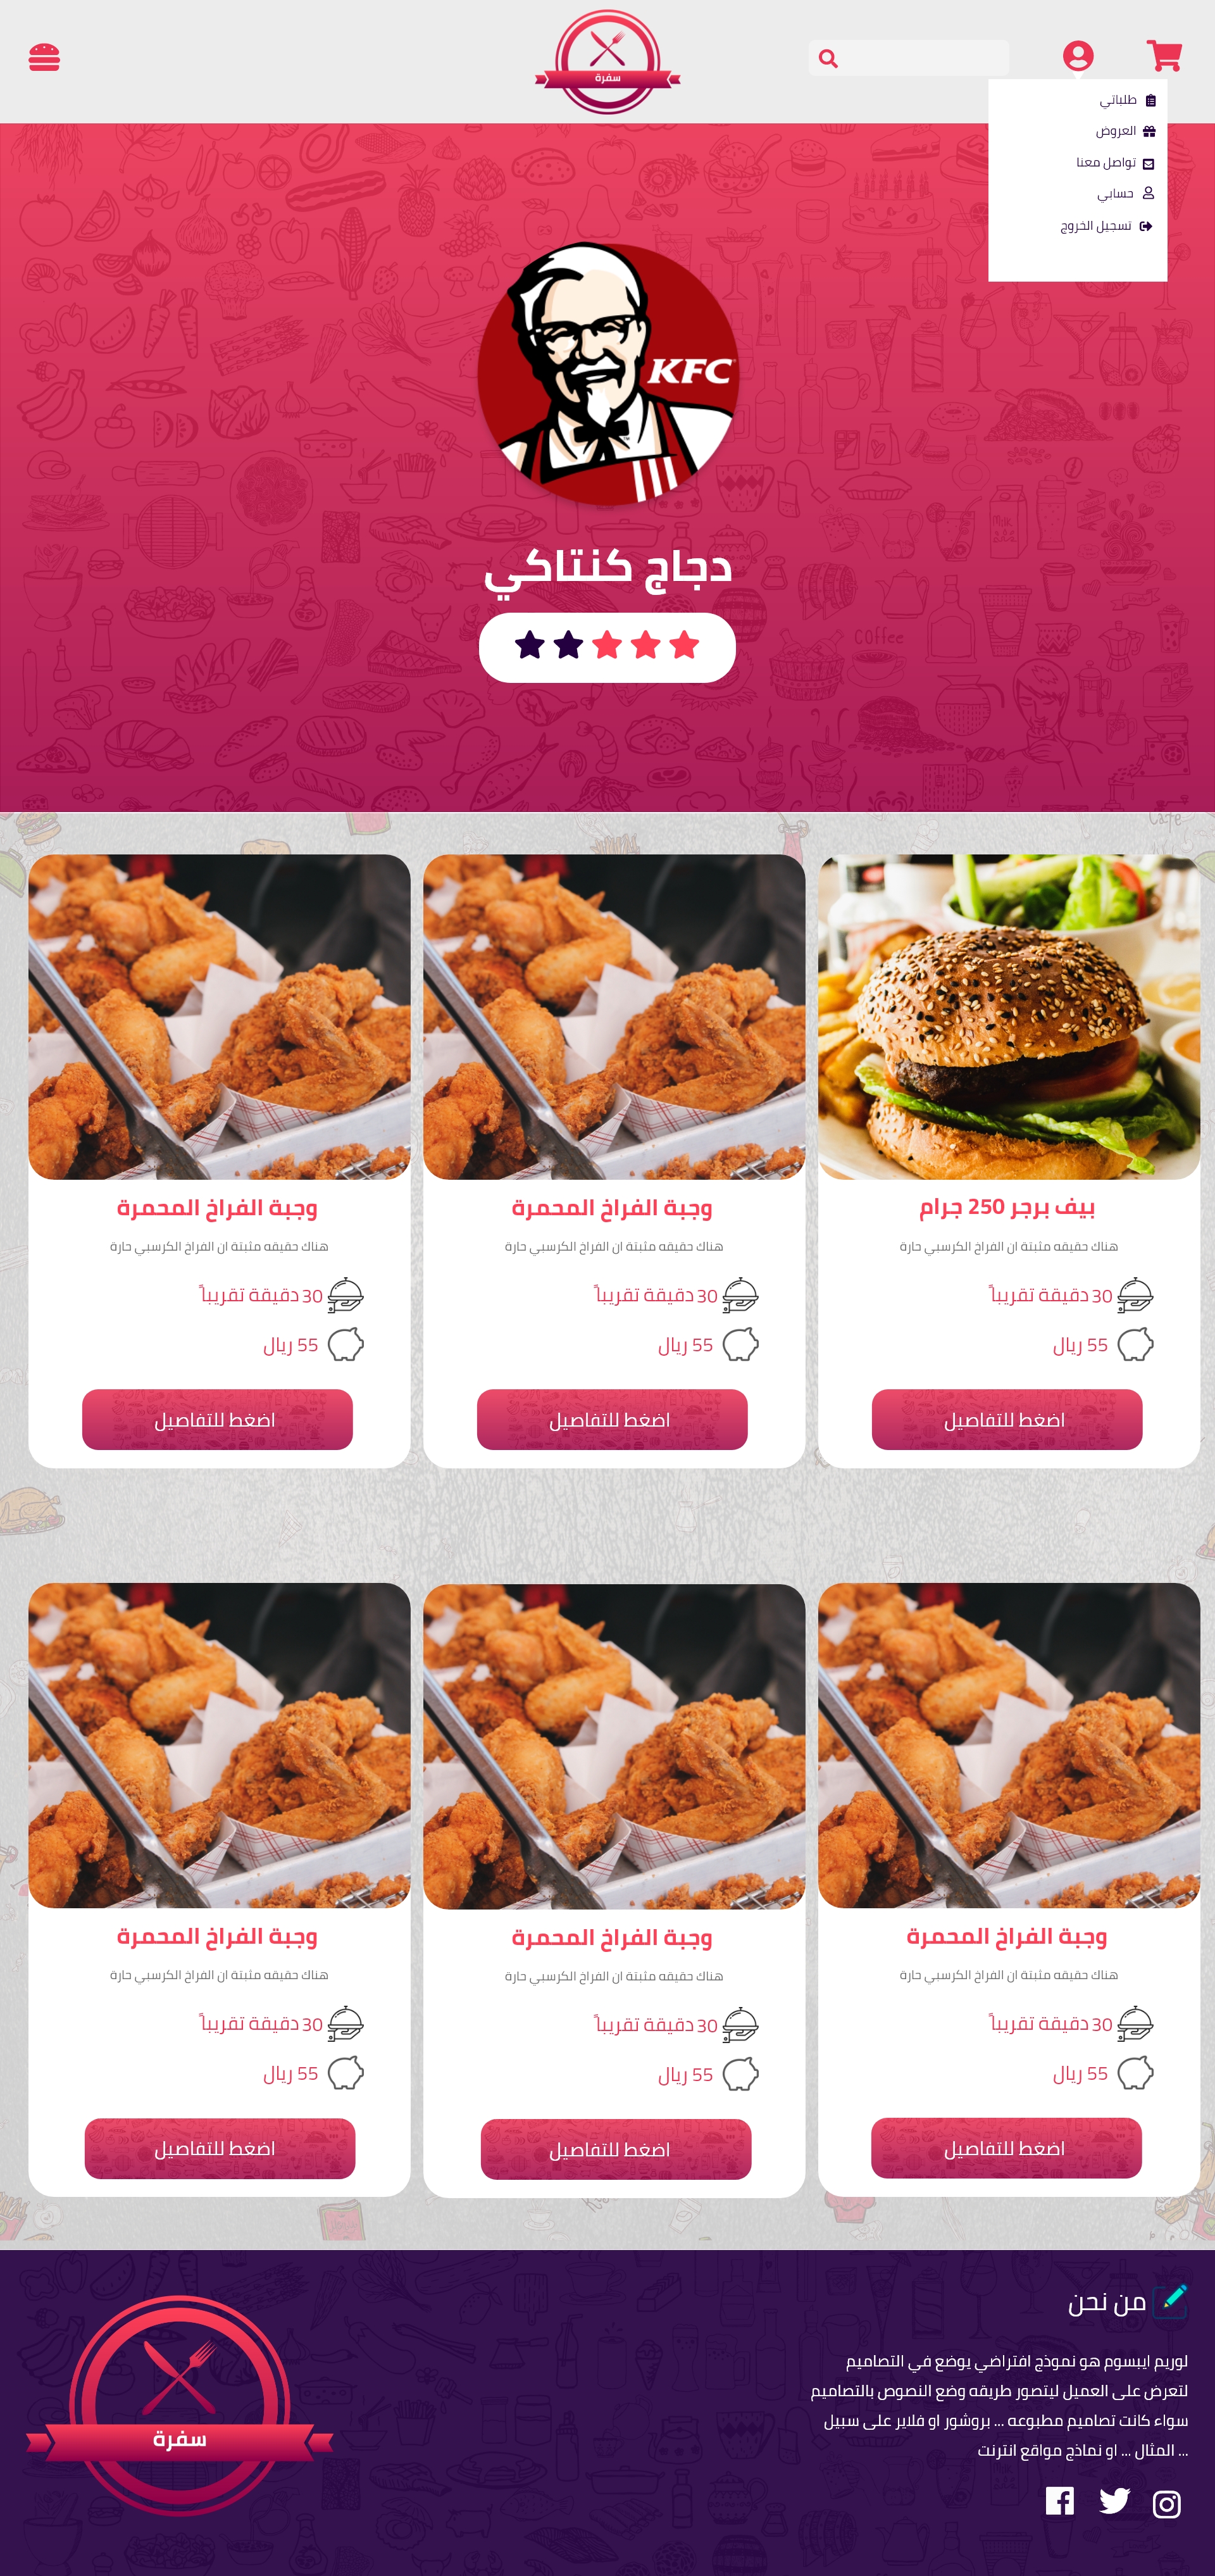 سفرة
طلباتي
العروض
تواصل معنا
حسابي
تسجيل الخروج
KFC
دجاج كنتاكي
بيف برجر 250 جرام
هناك حقيقه مثبتة ان الفراخ الكرسبي حارة
30 دقيقة تقريباً
55 ريال
اضغط للتفاصيل
وجبة الفراخ المحمرة
هناك حقيقه مثبتة ان الفراخ الكرسبي حارة
30 دقيقة تقريباً
55 ريال
اضغط للتفاصيل
وجبة الفراخ المحمرة
هناك حقيقه مثبتة ان الفراخ الكرسبي حارة
30 دقيقة تقريباً
55 ريال
اضغط للتفاصيل
وجبة الفراخ المحمرة
هناك حقيقه مثبتة ان الفراخ الكرسبي حارة
30 دقيقة تقريباً
55 ريال
اضغط للتفاصيل
وجبة الفراخ المحمرة
هناك حقيقه مثبتة ان الفراخ الكرسبي حارة
30 دقيقة تقريباً
55 ريال
اضغط للتفاصيل
وجبة الفراخ المحمرة
هناك حقيقه مثبتة ان الفراخ الكرسبي حارة
30 دقيقة تقريباً
55 ريال
اضغط للتفاصيل
من نحن
لوريم ايبسوم هو نموذج افتراضي يوضع في التصاميم
لتعرض على العميل ليتصور طريقه وضع النصوص بالتصاميم
سواء كانت تصاميم مطبوعه ... بروشور او فلاير على سبيل
... المثال ... او نماذج مواقع انترنت
سفرة